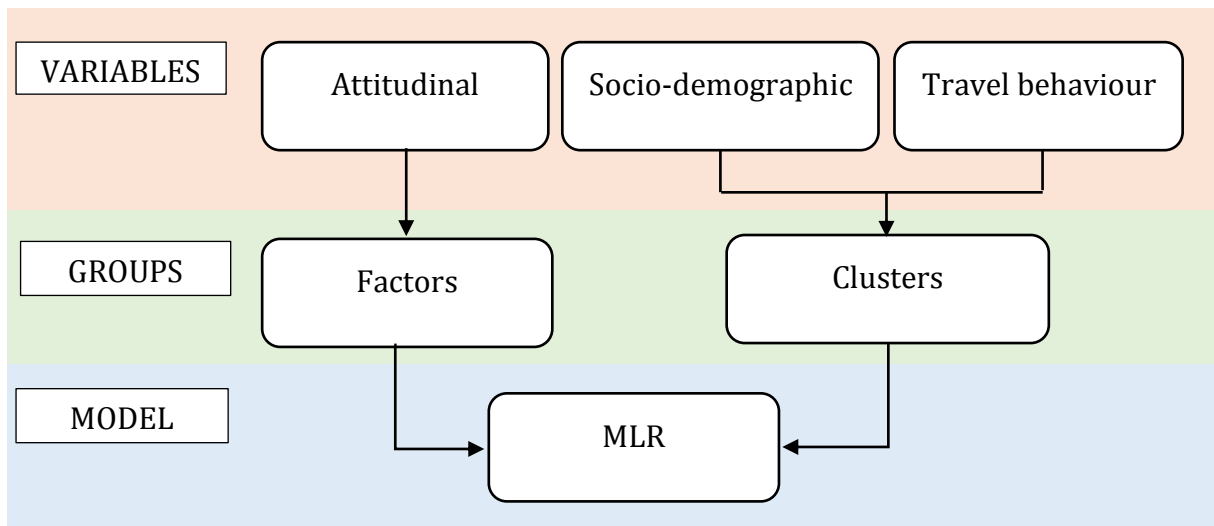 VARIABLES
Attitudinal
Socio-demographic
Travel behaviour
GROUPS
Factors
Clusters
MODEL
MLR